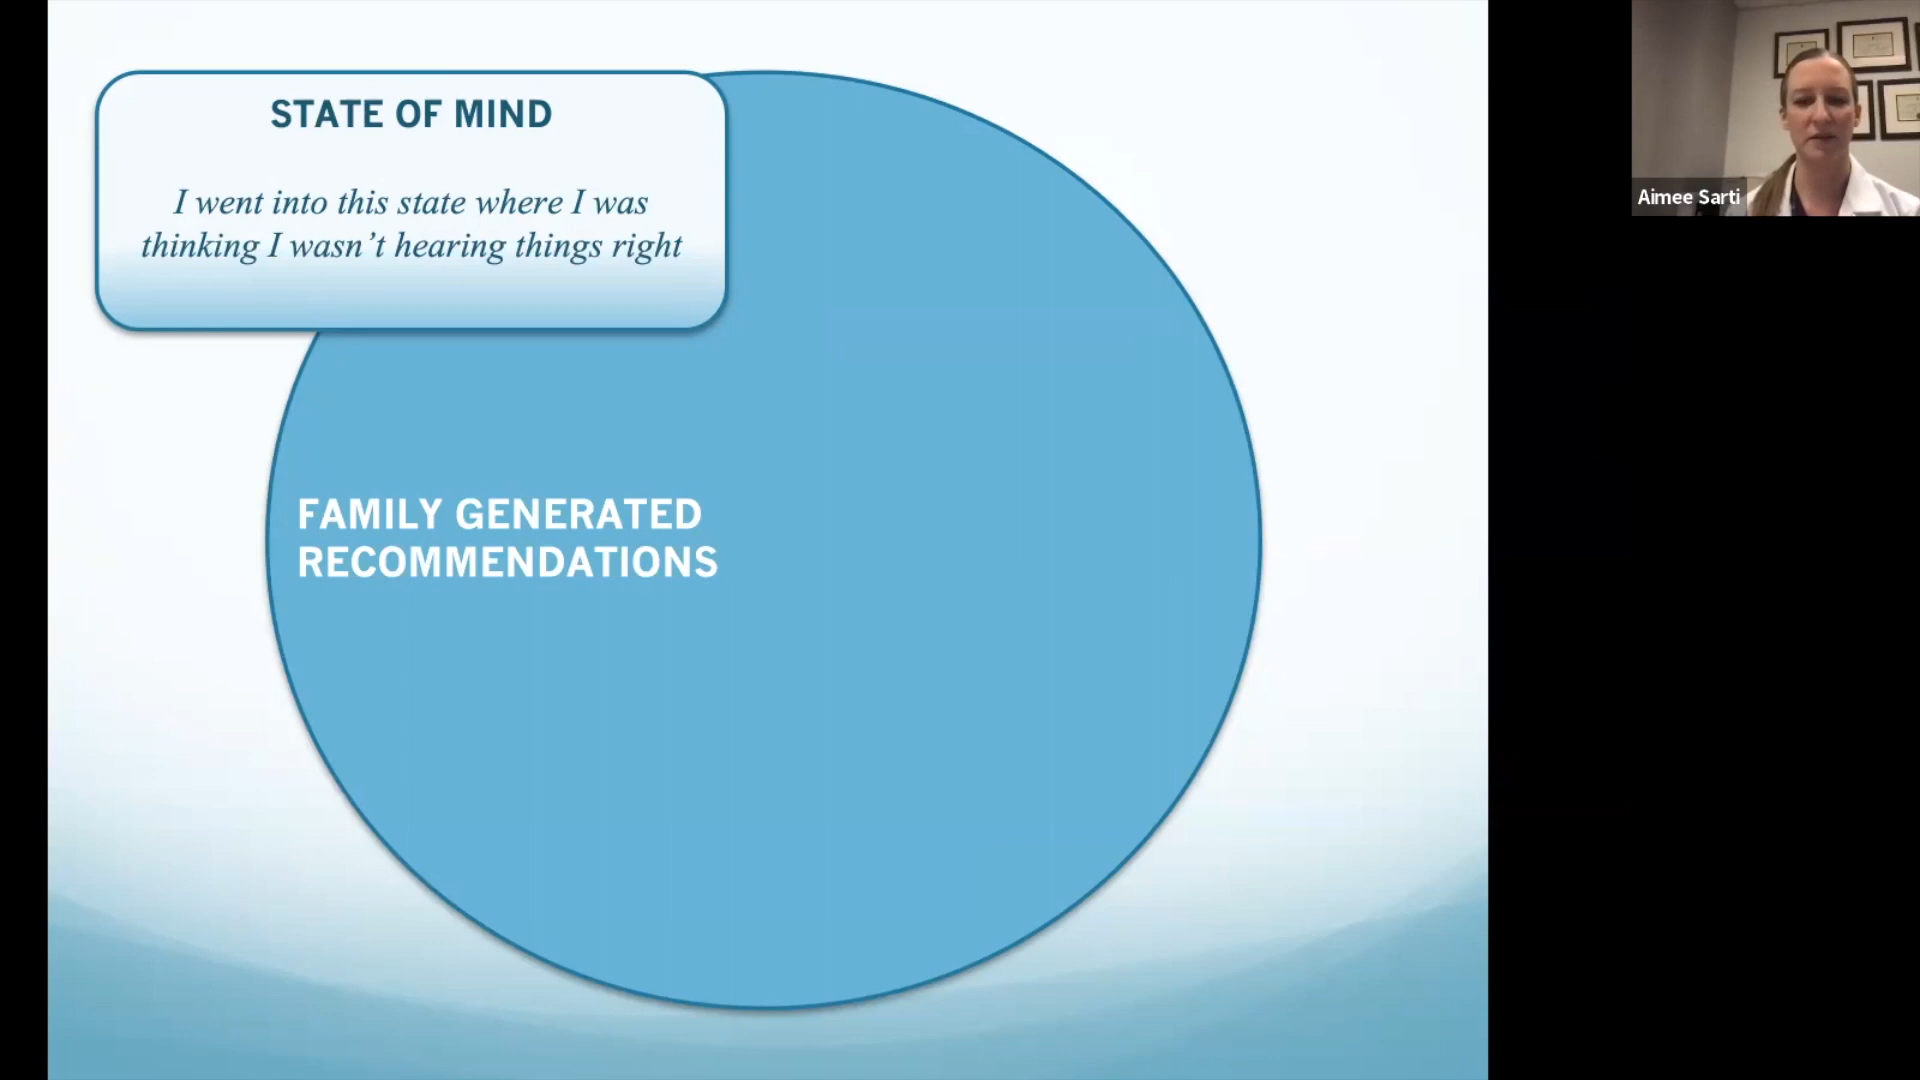 STATE OF MIND
I went into this state where I was
thinking I wasn’t hearing things right
FAMILY GENERATED
RECOMMENDATIONS
Aimee Sarti